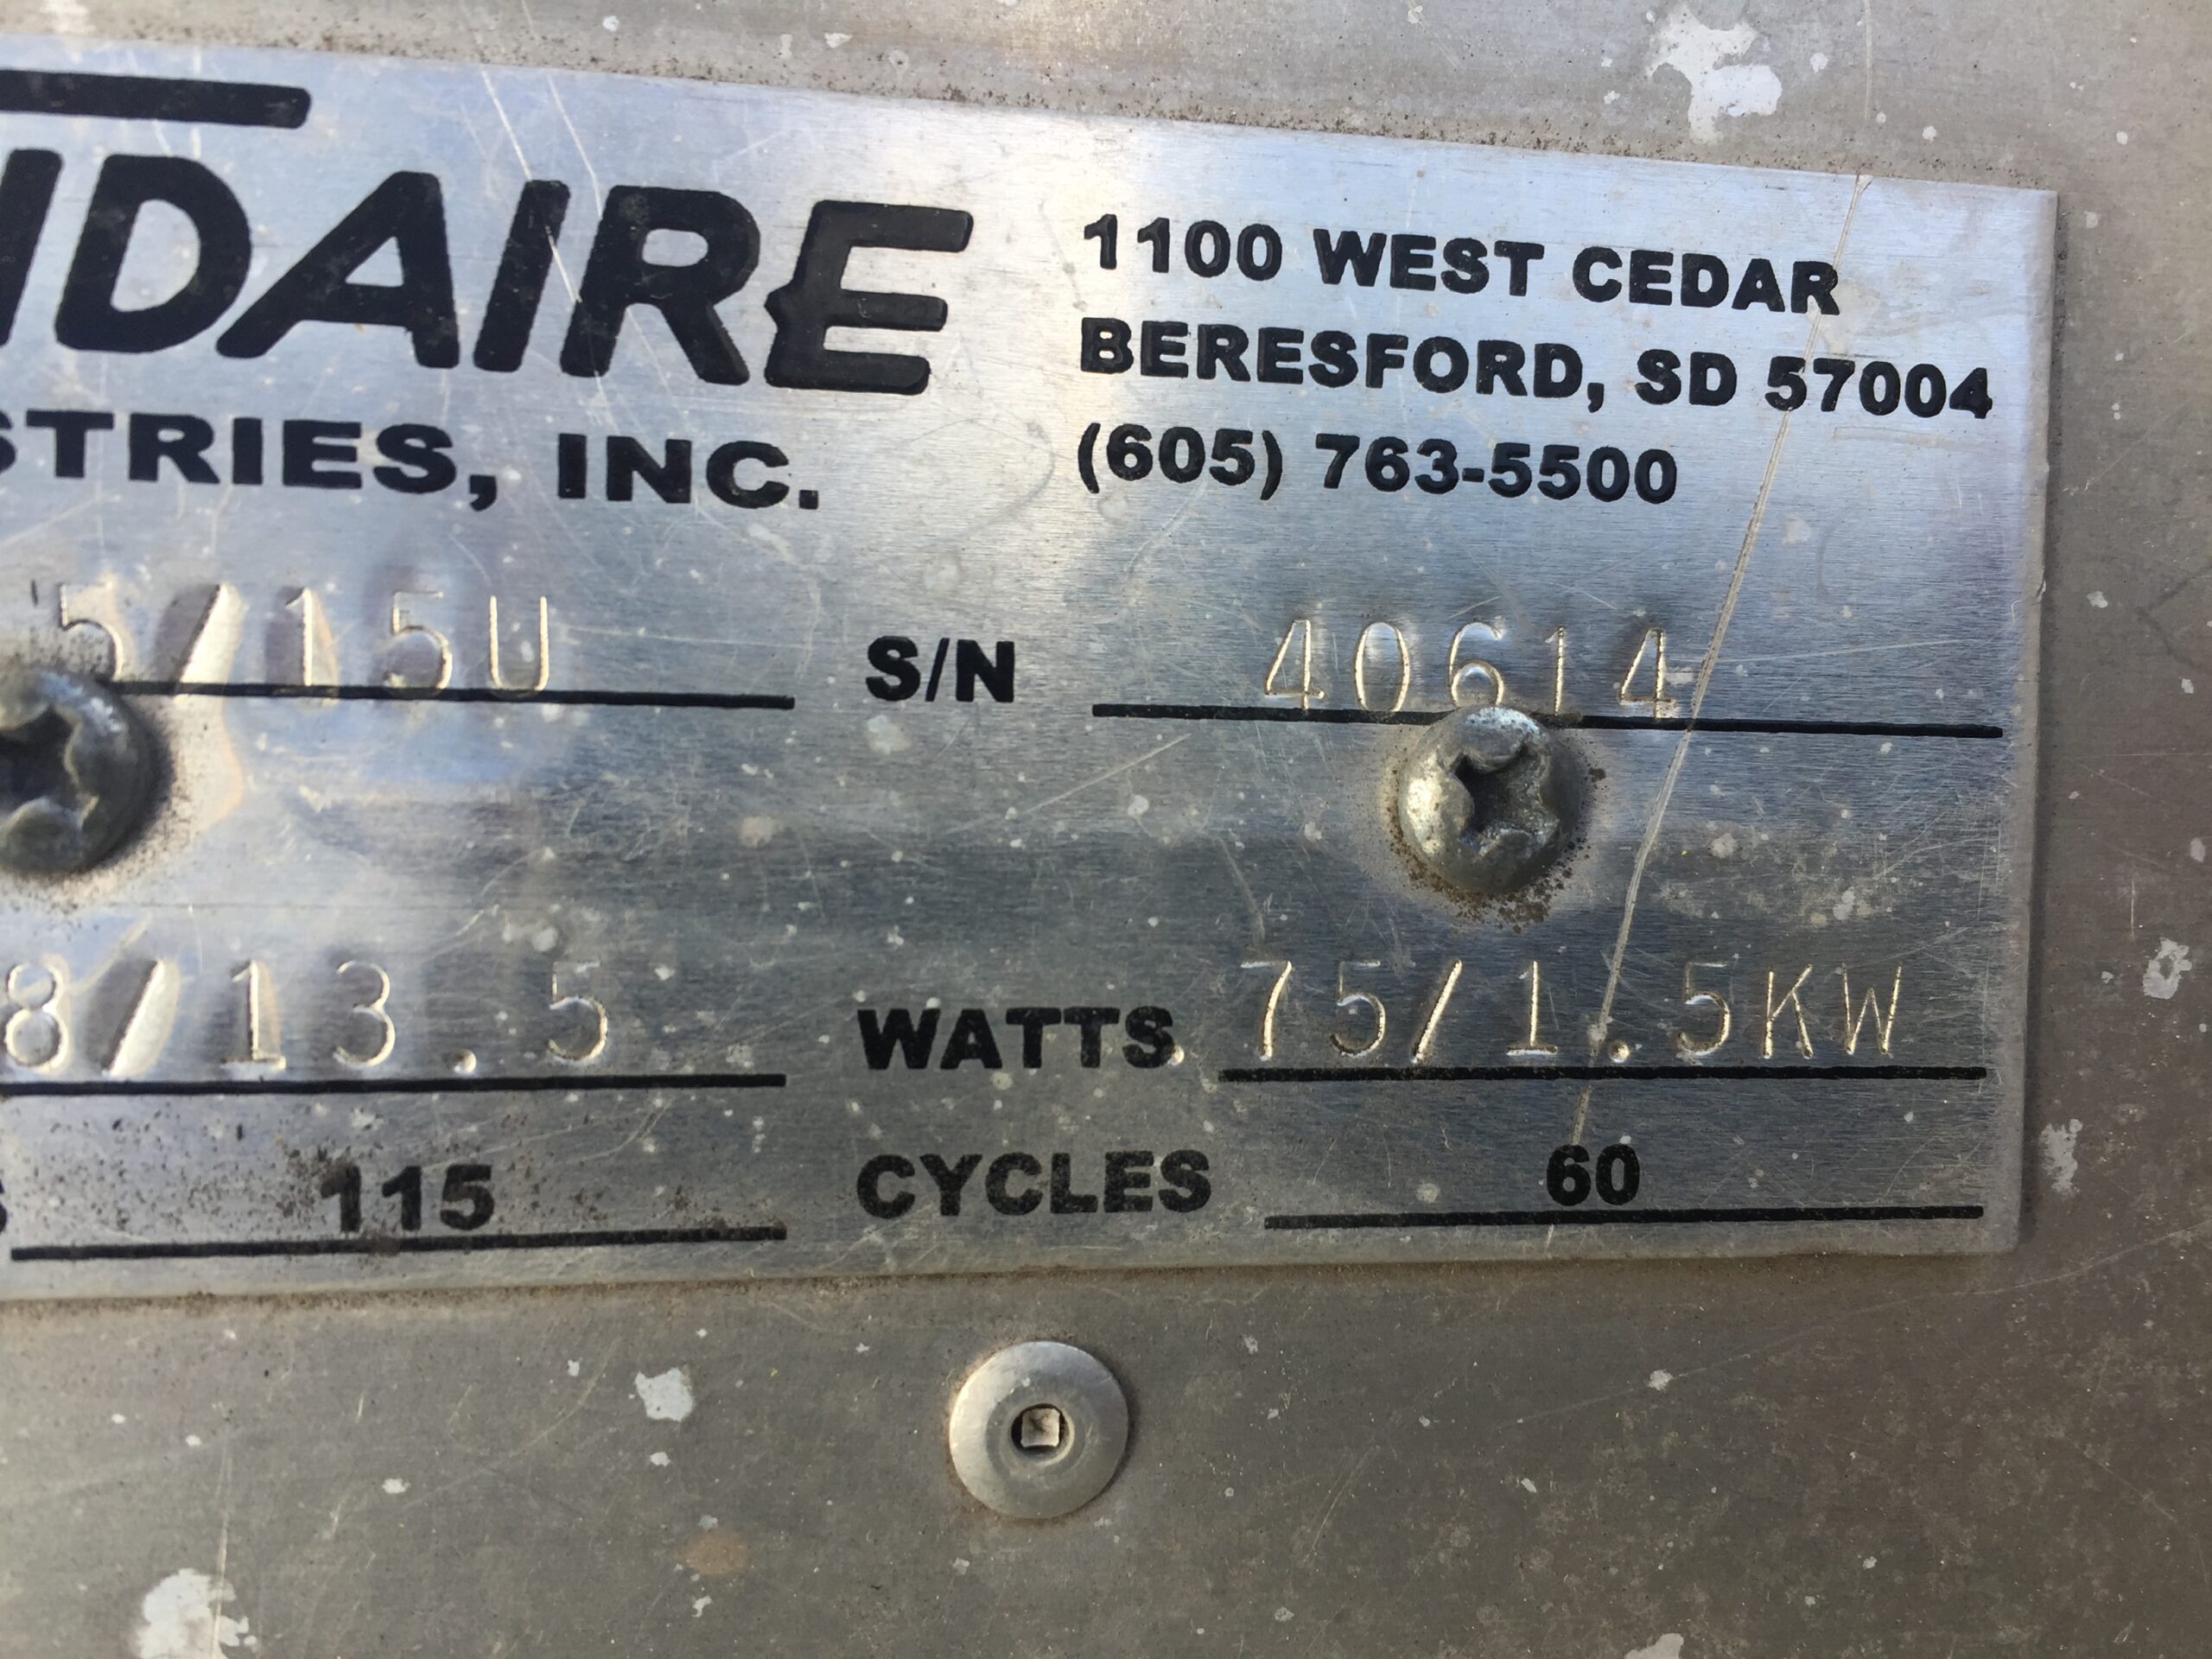 IDAIRE
STRIES, INC.
1100 WEST CEDAR
BERESFORD, SD 57004
(605) 763-5500
5/15U S/N 40614
8/13.5 WATTS 75/1.5KW
115 CYCLES 60